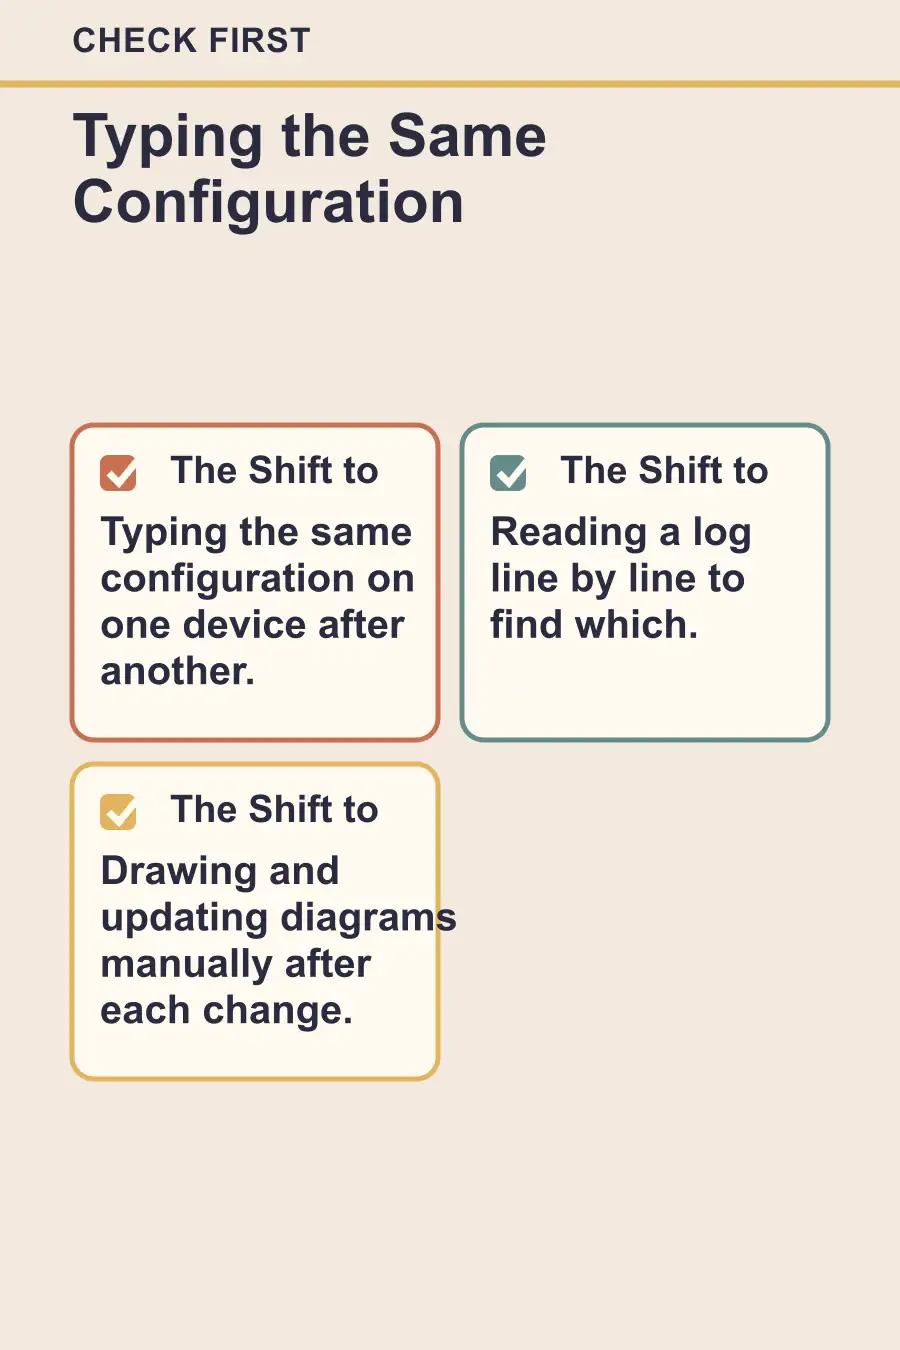 CHECK FIRST
Typing the Same
Configuration
The Shift to
Typing the same
configuration on
one device after
another.
The Shift to
Reading a log
line by line to
find which.
The Shift to
Drawing and
updating diagrams
manually after
each change.